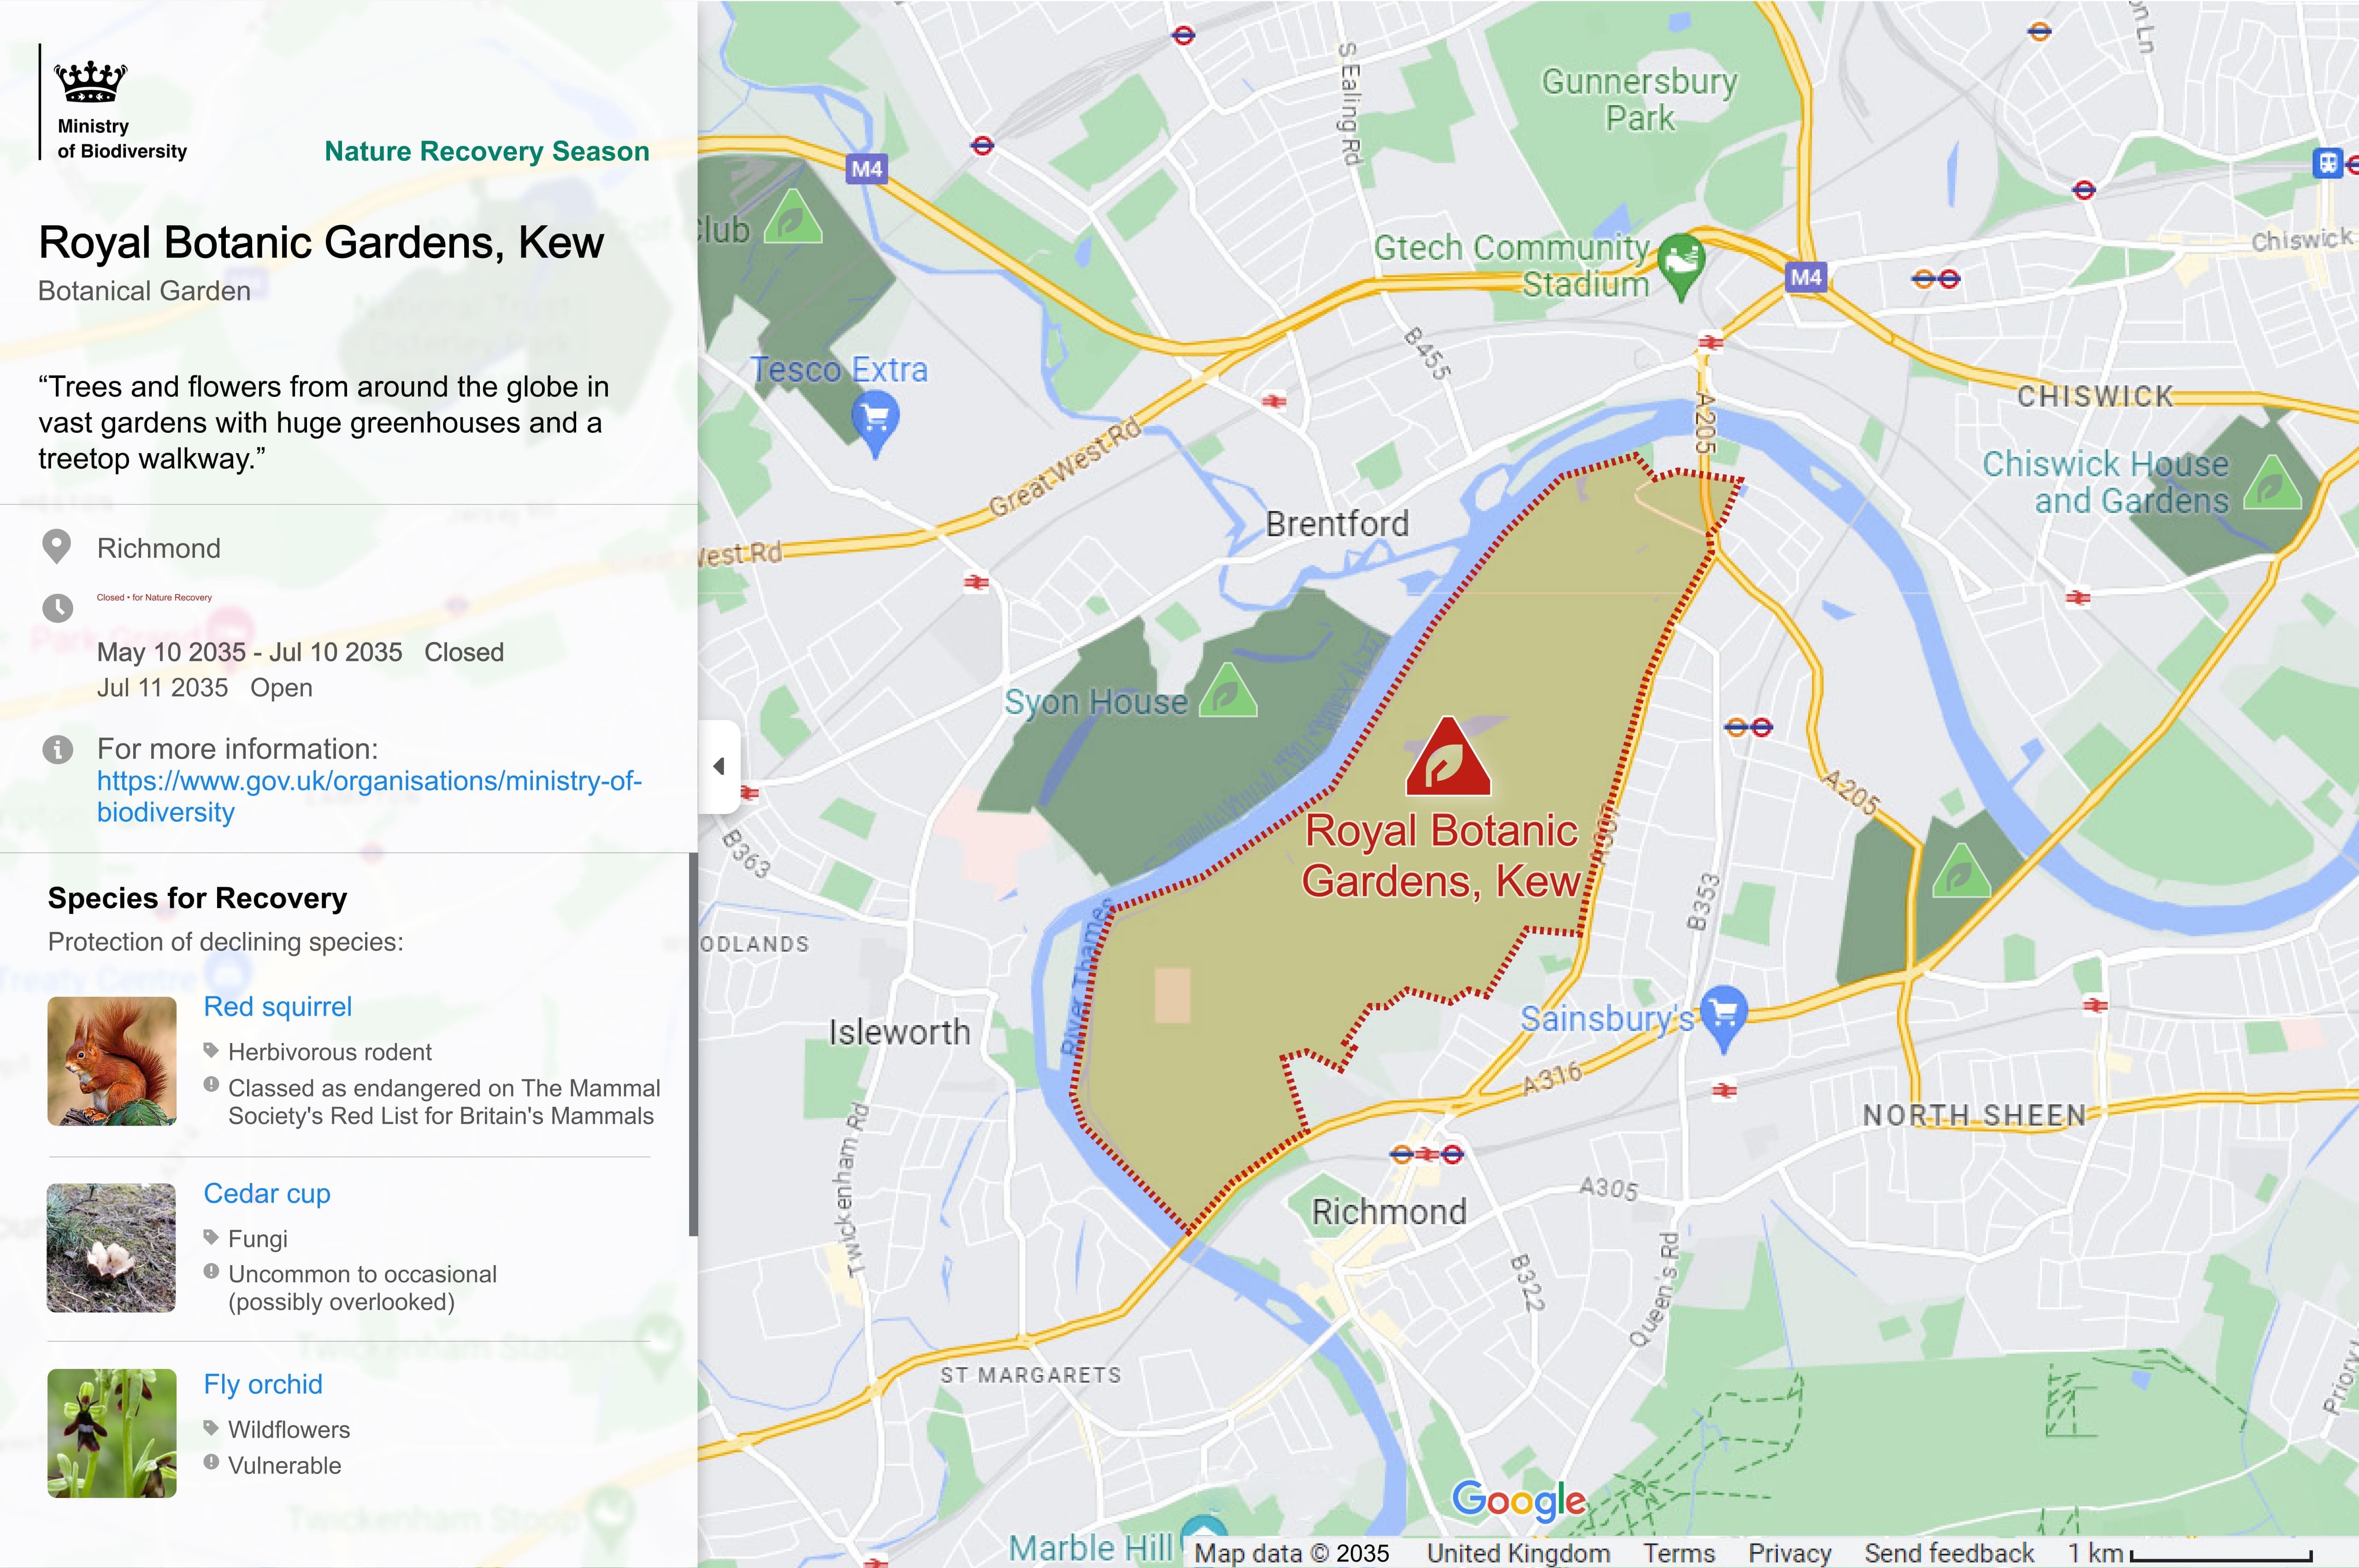 Ministry
of Biodiversity
Nature Recovery Season
Royal Botanic Gardens, Kew
Botanical Garden
“Trees and flowers from around the globe in
vast gardens with huge greenhouses and a
treetop walkway.”
Richmond
Closed • for Nature Recovery
May 10 2035 - Jul 10 2035 Closed
Jul 11 2035 Open
For more information:
https://www.gov.uk/organisations/ministry-of-
biodiversity
Species for Recovery
Protection of declining species:
Red squirrel
Herbivorous rodent
Classed as endangered on The Mammal
Society's Red List for Britain's Mammals
Cedar cup
Fungi
Uncommon to occasional
(possibly overlooked)
Fly orchid
Wildflowers
Vulnerable
S Ealing Rd
Gunnersbury
Park
M4
Club
Gtech Community
Stadium
M4
Chiswick
Tesco Extra
B455
A205
CHISWICK
Great West Rd
Chiswick House
and Gardens
Brentford
West Rd
Syon House
A205
Royal Botanic
Gardens, Kew
A307
B363
B353
ODLANDS
River Thames
Isleworth
Sainsbury's
A316
NORTH SHEEN
Twickenham Rd
Richmond
A305
B322
Queen's Rd
ST MARGARETS
Marble Hill
Google
Map data © 2035 United Kingdom Terms Privacy Send feedback 1 km